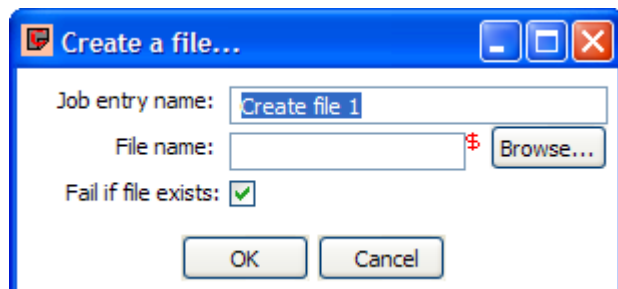 Create a file...
Job entry name: Create file 1
File name: $ Browse...
Fail if file exists:
OK Cancel